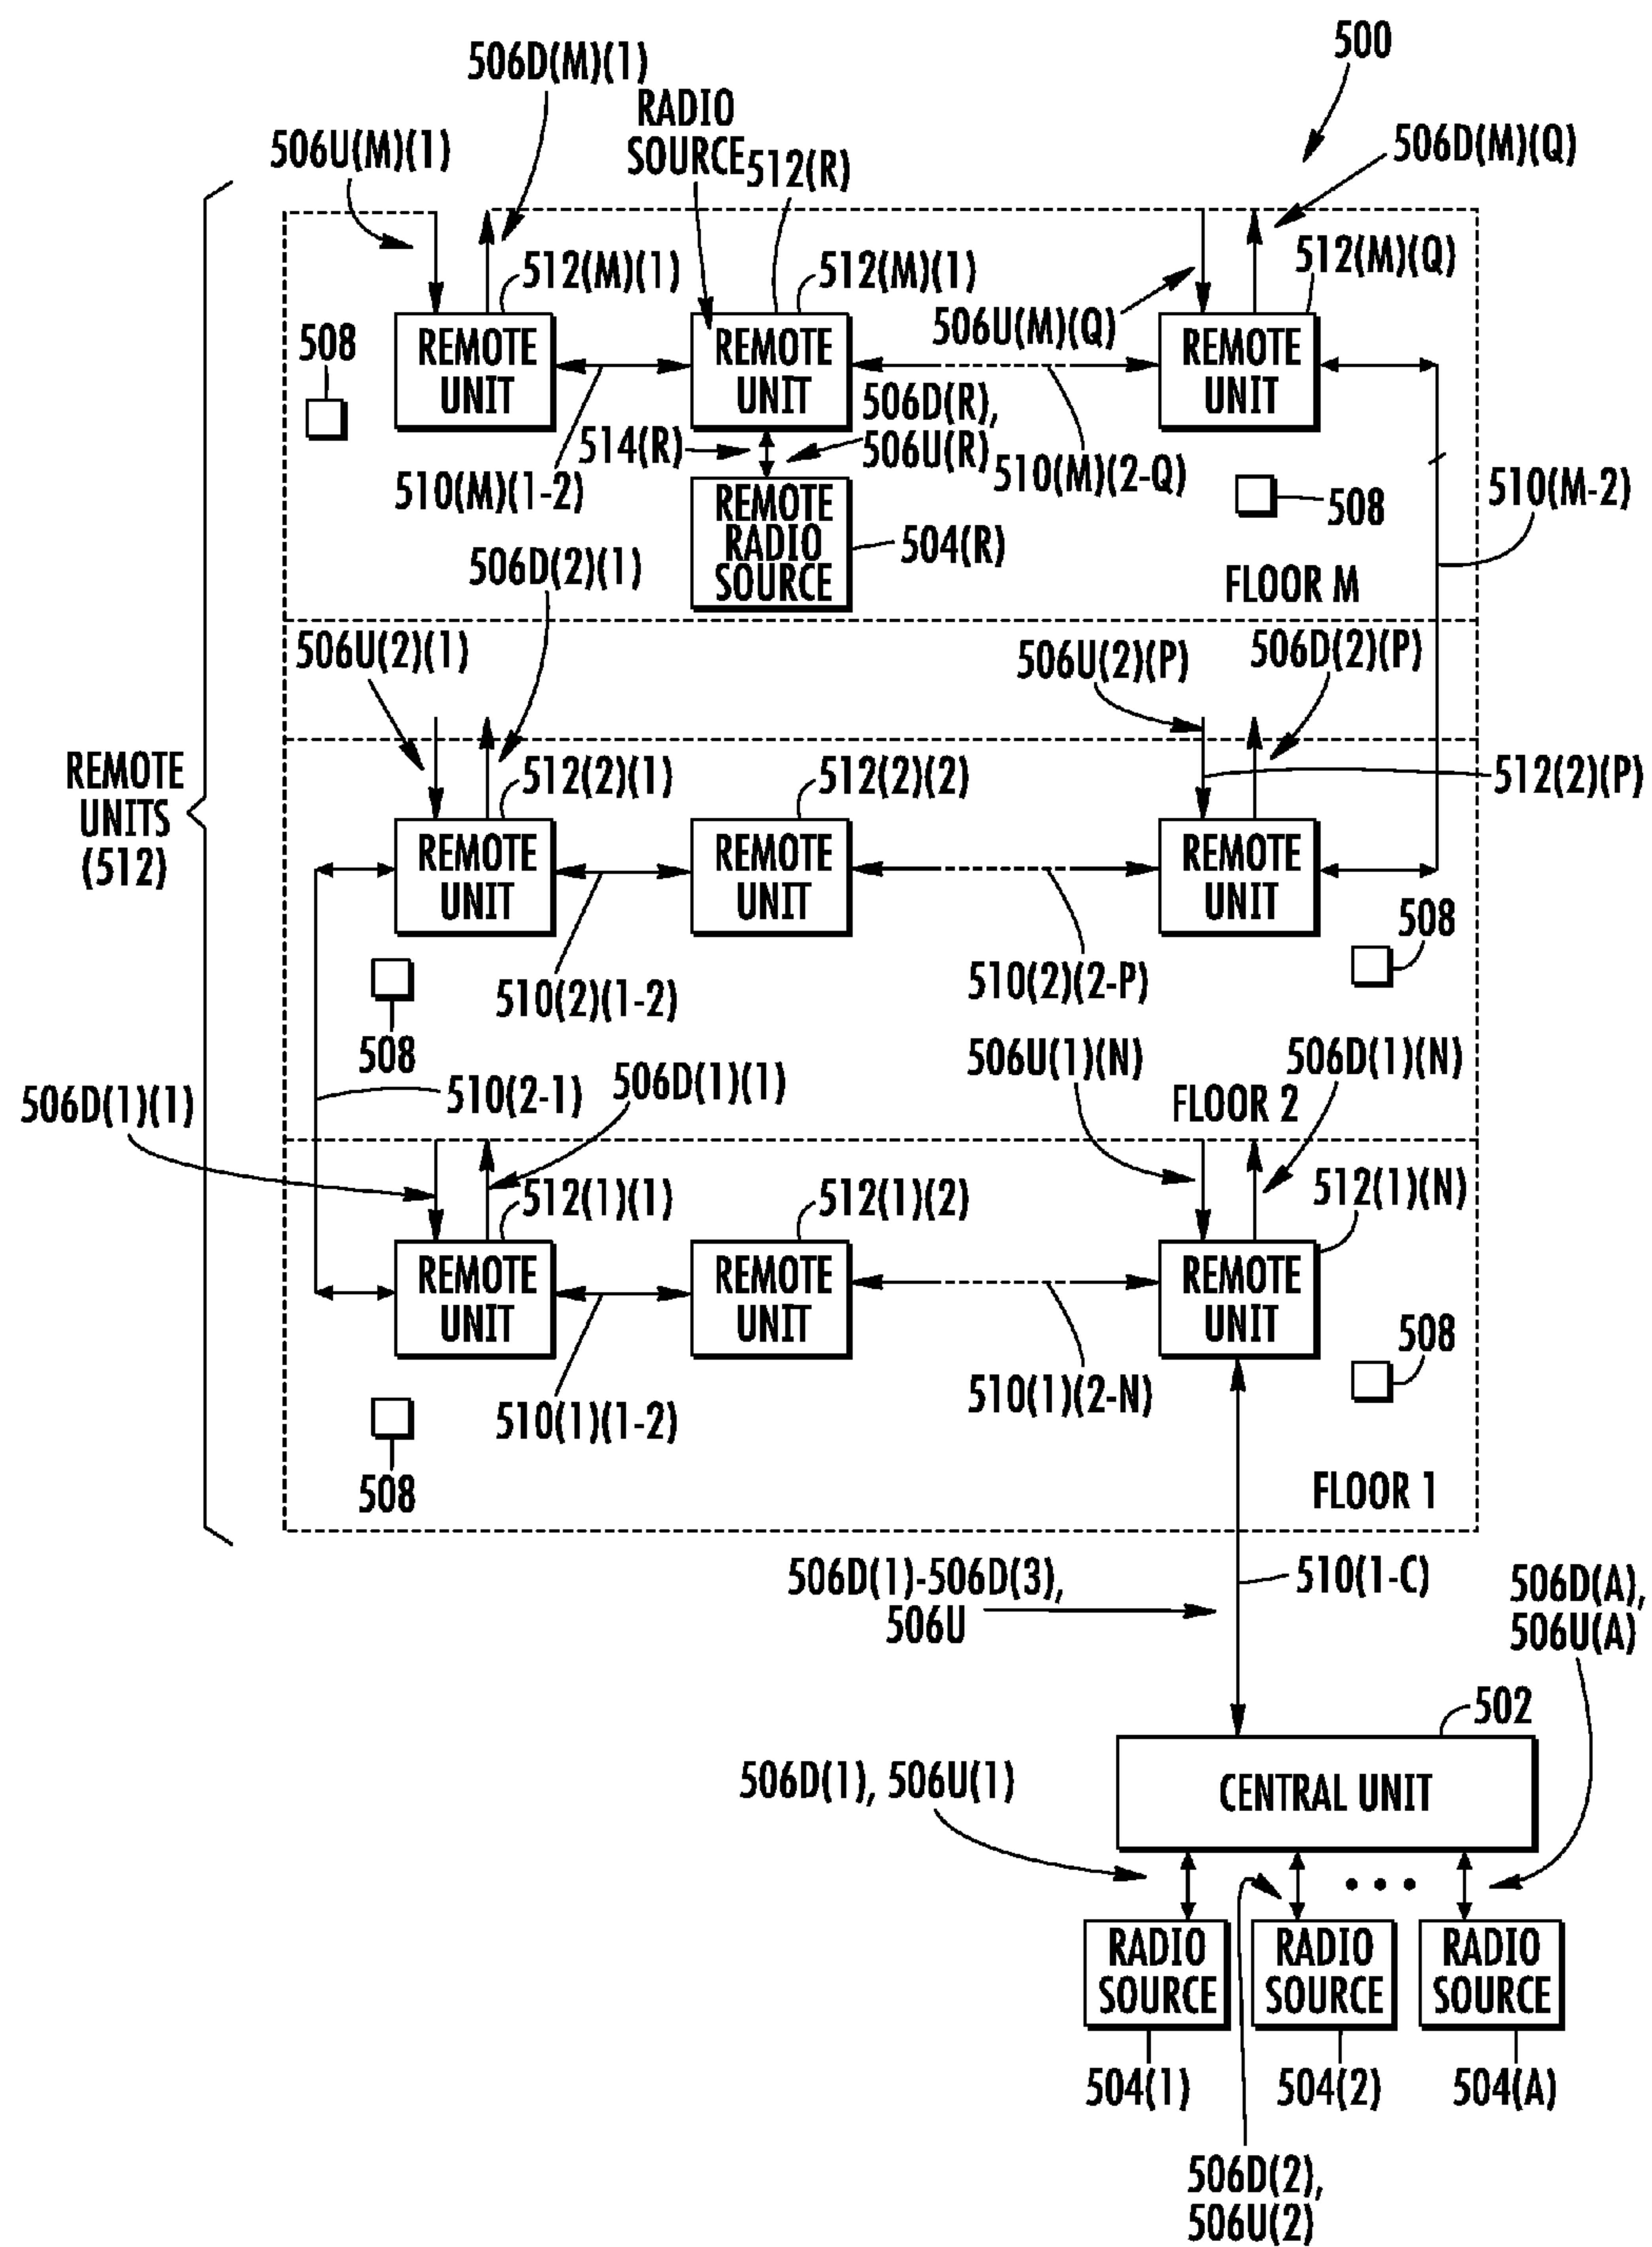 500
506D(M)(1)
RADIO
SOURCE
506U(M)(1)
512(R)
506D(M)(Q)
512(M)(1)
512(M)(1)
512(M)(Q)
506U(M)(Q)
508
REMOTE
UNIT
REMOTE
UNIT
REMOTE
UNIT
506D(R),
506U(R)
514(R)
510(M)(1-2)
510(M)(2-Q)
508
510(M-2)
REMOTE
RADIO
SOURCE
504(R)
506D(2)(1)
FLOOR M
506U(2)(1)
506U(2)(P)
506D(2)(P)
REMOTE
UNITS
(512)
512(2)(1)
512(2)(2)
512(2)(P)
REMOTE
UNIT
REMOTE
UNIT
REMOTE
UNIT
508
510(2)(1-2)
510(2)(2-P)
508
506U(1)(N)
506D(1)(N)
506D(1)(1)
510(2-1)
506D(1)(1)
FLOOR 2
512(1)(1)
512(1)(2)
512(1)(N)
REMOTE
UNIT
REMOTE
UNIT
REMOTE
UNIT
508
510(1)(1-2)
510(1)(2-N)
508
FLOOR 1
506D(1)-506D(3),
506U
510(1-C)
506D(A),
506U(A)
502
506D(1), 506U(1)
CENTRAL UNIT
RADIO
SOURCE
RADIO
SOURCE
RADIO
SOURCE
504(1)
504(2)
504(A)
506D(2),
506U(2)